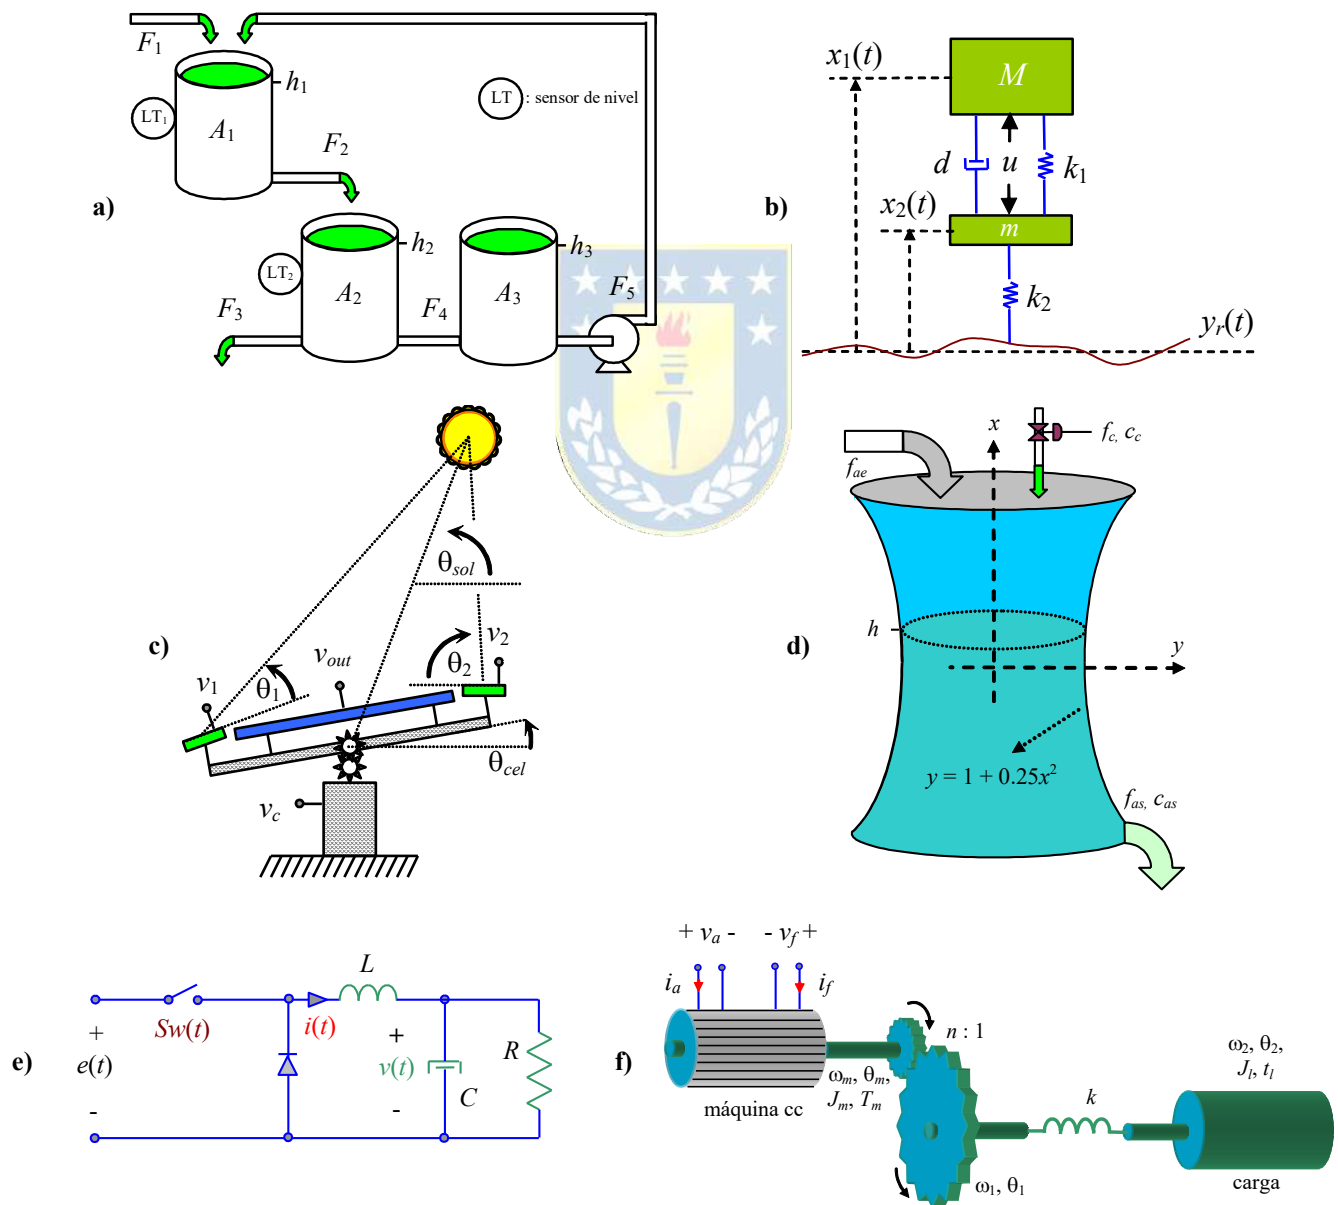 a)
F₁
h₁
LT₁
A₁
F₂
LT : sensor de nivel
h₂
h₃
LT₂
A₂
A₃
F₃
F₄
F₅
b)
x₁(t)
M
d
u
k₁
x₂(t)
m
k₂
yᵣ(t)
c)
θsol
v₁
θ₁
vout
θ₂
v₂
θcel
vc
d)
x
fc, cc
fae
h
y
y = 1 + 0.25x²
fas, cas
e)
+
e(t)
-
Sw(t)
i(t)
L
+
v(t)
-
C
R
f)
+ va -
- vf +
ia
if
n : 1
máquina cc
ωm, θm,
Jm, Tm
ω₁, θ₁
k
ω₂, θ₂,
Jl, tl
carga